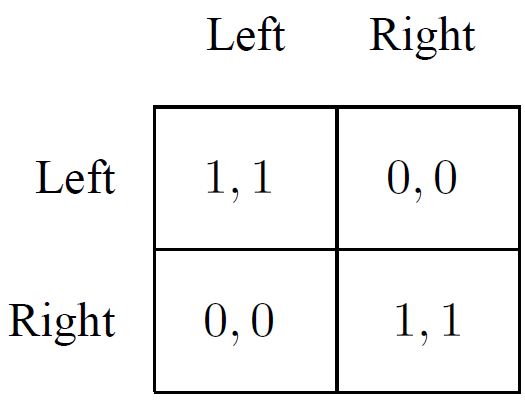 Left Right
Left 1, 1 0, 0
Right 0, 0 1, 1